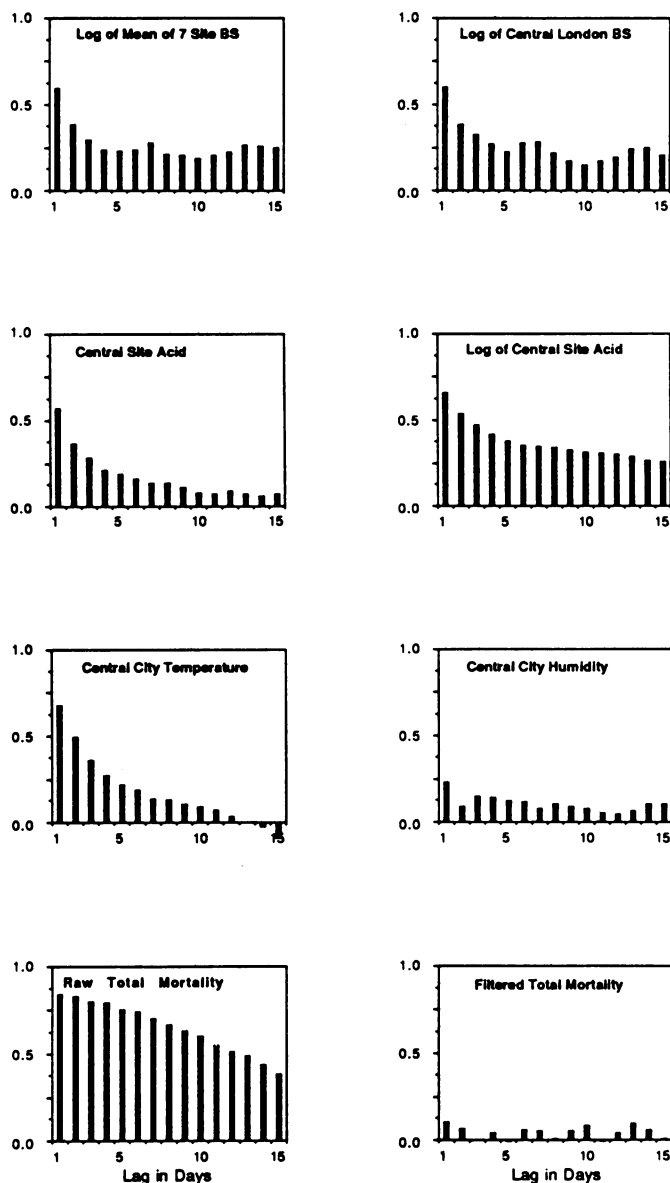 1.0
Log of Mean of 7 Site BS
0.5
0.0
1 5 10 15
1.0
Log of Central London BS
0.5
0.0
1 5 10 15
1.0
Central Site Acid
0.5
0.0
1 5 10 15
1.0
Log of Central Site Acid
0.5
0.0
1 5 10 15
1.0
Central City Temperature
0.5
0.0
1 5 10 15
1.0
Central City Humidity
0.5
0.0
1 5 10 15
1.0
Raw Total Mortality
0.5
0.0
1 5 10 15
Lag in Days
1.0
Filtered Total Mortality
0.5
0.0
1 5 10 15
Lag in Days